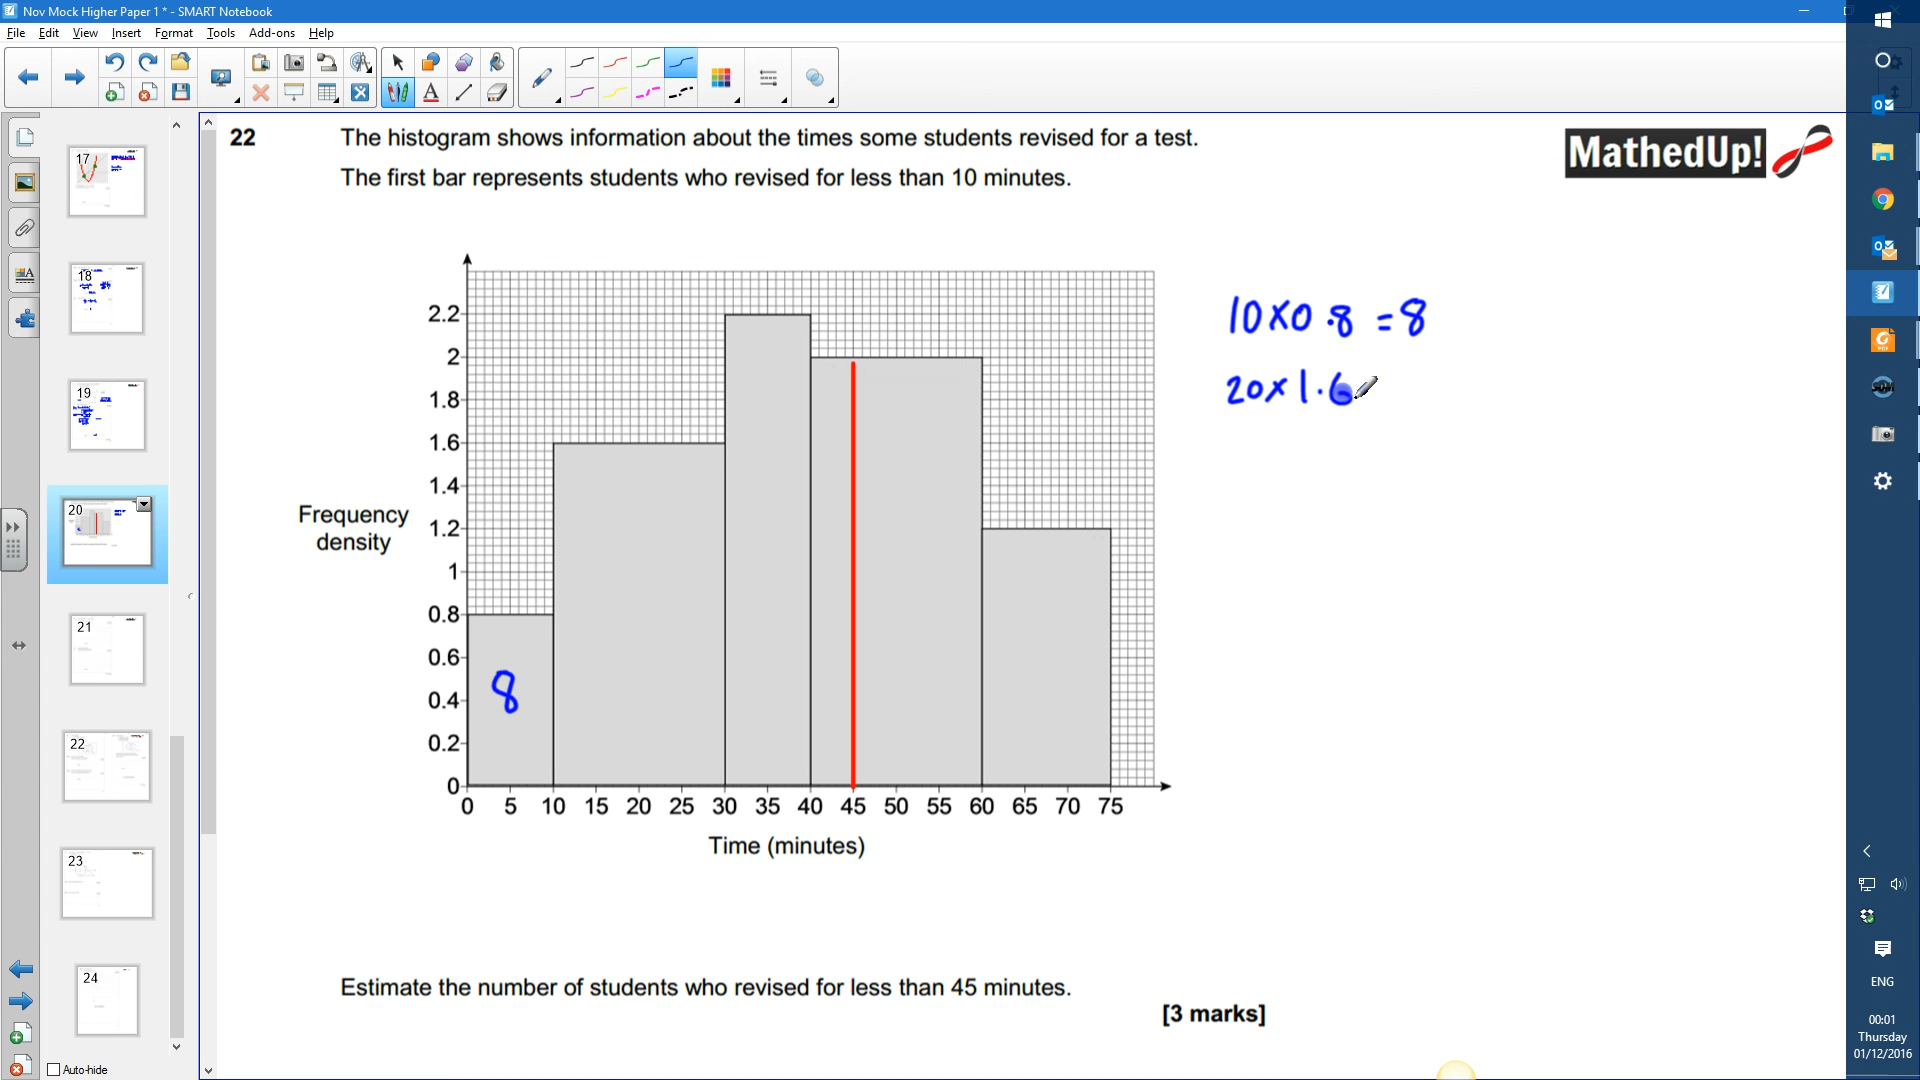 Nov Mock Higher Paper 1 * - SMART Notebook
File Edit View Insert Format Tools Add-ons Help
22 The histogram shows information about the times some students revised for a test.
The first bar represents students who revised for less than 10 minutes.
MathedUp!
2.2
2
1.8
1.6
1.4
1.2
1
0.8
0.6
0.4
0.2
0
Frequency
density
8
0 5 10 15 20 25 30 35 40 45 50 55 60 65 70 75
Time (minutes)
10 × 0.8 = 8
20 × 1.6
Estimate the number of students who revised for less than 45 minutes.
[3 marks]
17
18
19
20
21
22
23
24
Auto-hide
ENG
00:01
Thursday
01/12/2016